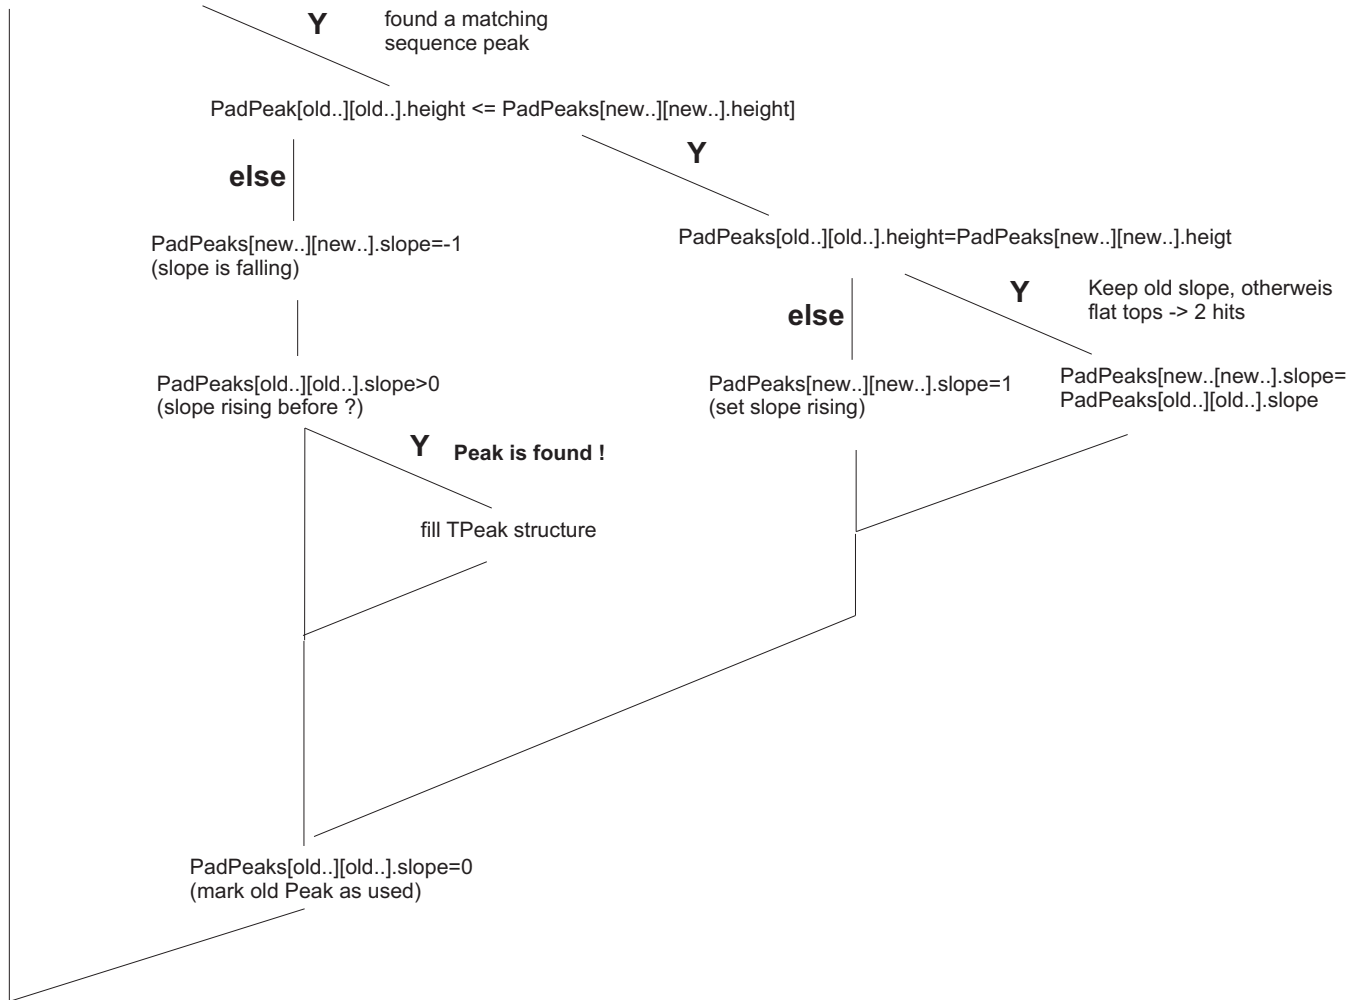 Y
found a matching
sequence peak
PadPeak[old..][old..].height <= PadPeaks[new..][new..].height]
Y
else
PadPeaks[new..][new..].slope=-1
(slope is falling)
PadPeaks[old..][old..].height=PadPeaks[new..][new..].heigt
Y
Keep old slope, otherweis
flat tops -> 2 hits
else
PadPeaks[old..][old..].slope>0
(slope rising before ?)
PadPeaks[new..][new..].slope=1
(set slope rising)
PadPeaks[new..[new..].slope=
PadPeaks[old..][old..].slope
Y
Peak is found !
fill TPeak structure
PadPeaks[old..][old..].slope=0
(mark old Peak as used)